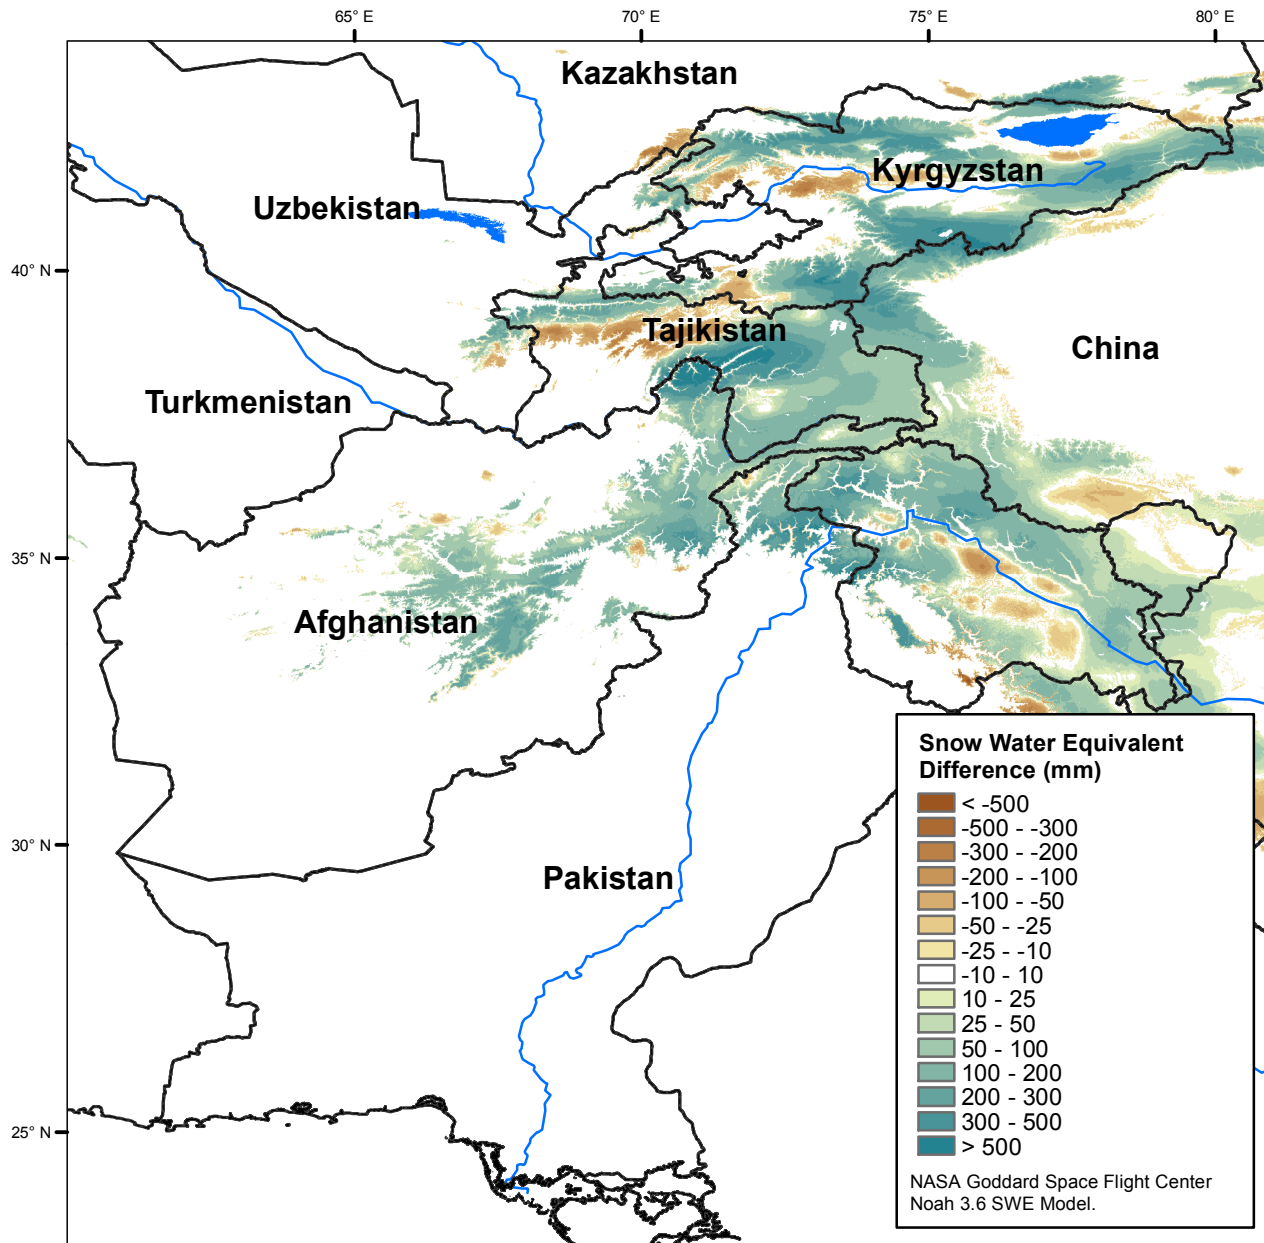 65° E
70° E
75° E
80° E
Kazakhstan
Kyrgyzstan
Uzbekistan
40° N
Tajikistan
China
Turkmenistan
35° N
Afghanistan
Snow Water Equivalent
Difference (mm)
< -500
-500 - -300
-300 - -200
-200 - -100
-100 - -50
-50 - -25
-25 - -10
-10 - 10
10 - 25
25 - 50
50 - 100
100 - 200
200 - 300
300 - 500
> 500
30° N
Pakistan
25° N
NASA Goddard Space Flight Center
Noah 3.6 SWE Model.